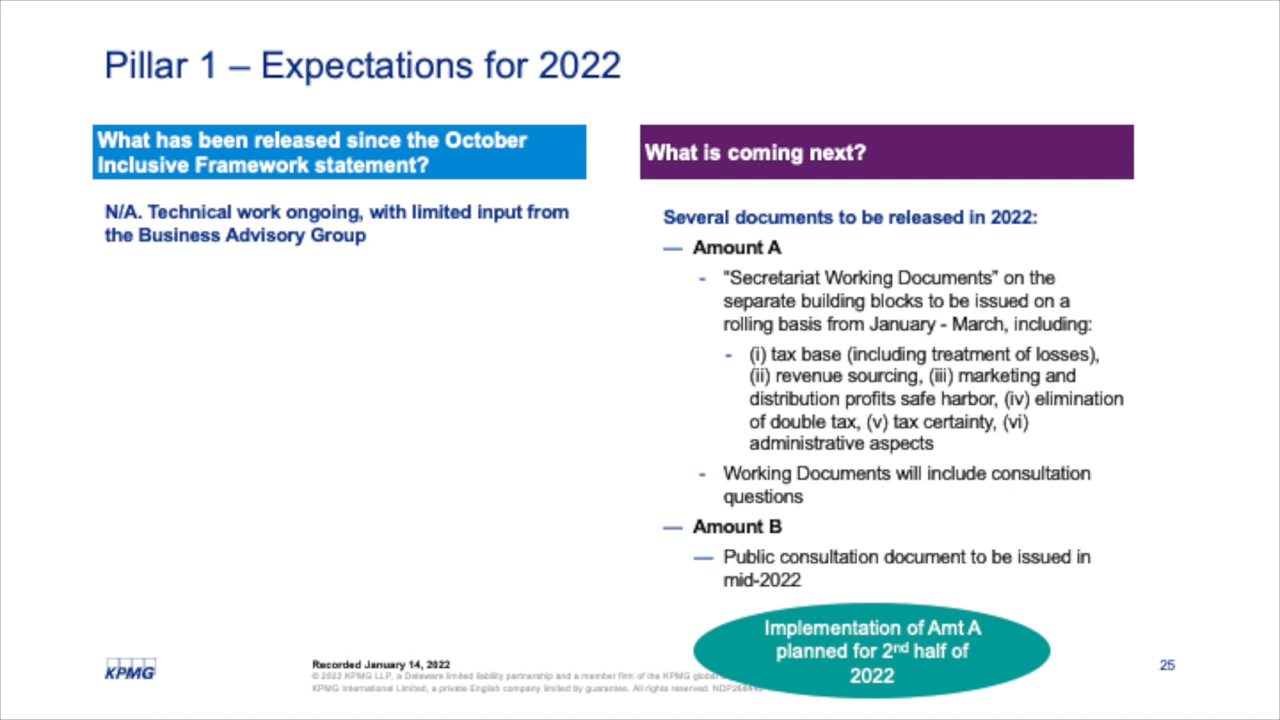 Pillar 1 – Expectations for 2022
What has been released since the October
Inclusive Framework statement?
N/A. Technical work ongoing, with limited input from
the Business Advisory Group
What is coming next?
Several documents to be released in 2022:
— Amount A
- "Secretariat Working Documents" on the
separate building blocks to be issued on a
rolling basis from January - March, including:
- (i) tax base (including treatment of losses),
(ii) revenue sourcing, (iii) marketing and
distribution profits safe harbor, (iv) elimination
of double tax, (v) tax certainty, (vi)
administrative aspects
- Working Documents will include consultation
questions
— Amount B
— Public consultation document to be issued in
mid-2022
Implementation of Amt A
planned for 2nd half of
2022
KPMG
Recorded January 14, 2022
© 2022 KPMG LLP, a Delaware limited liability partnership and a member firm of the KPMG global
KPMG International Limited, a private English company limited by guarantee. All rights reserved.
25